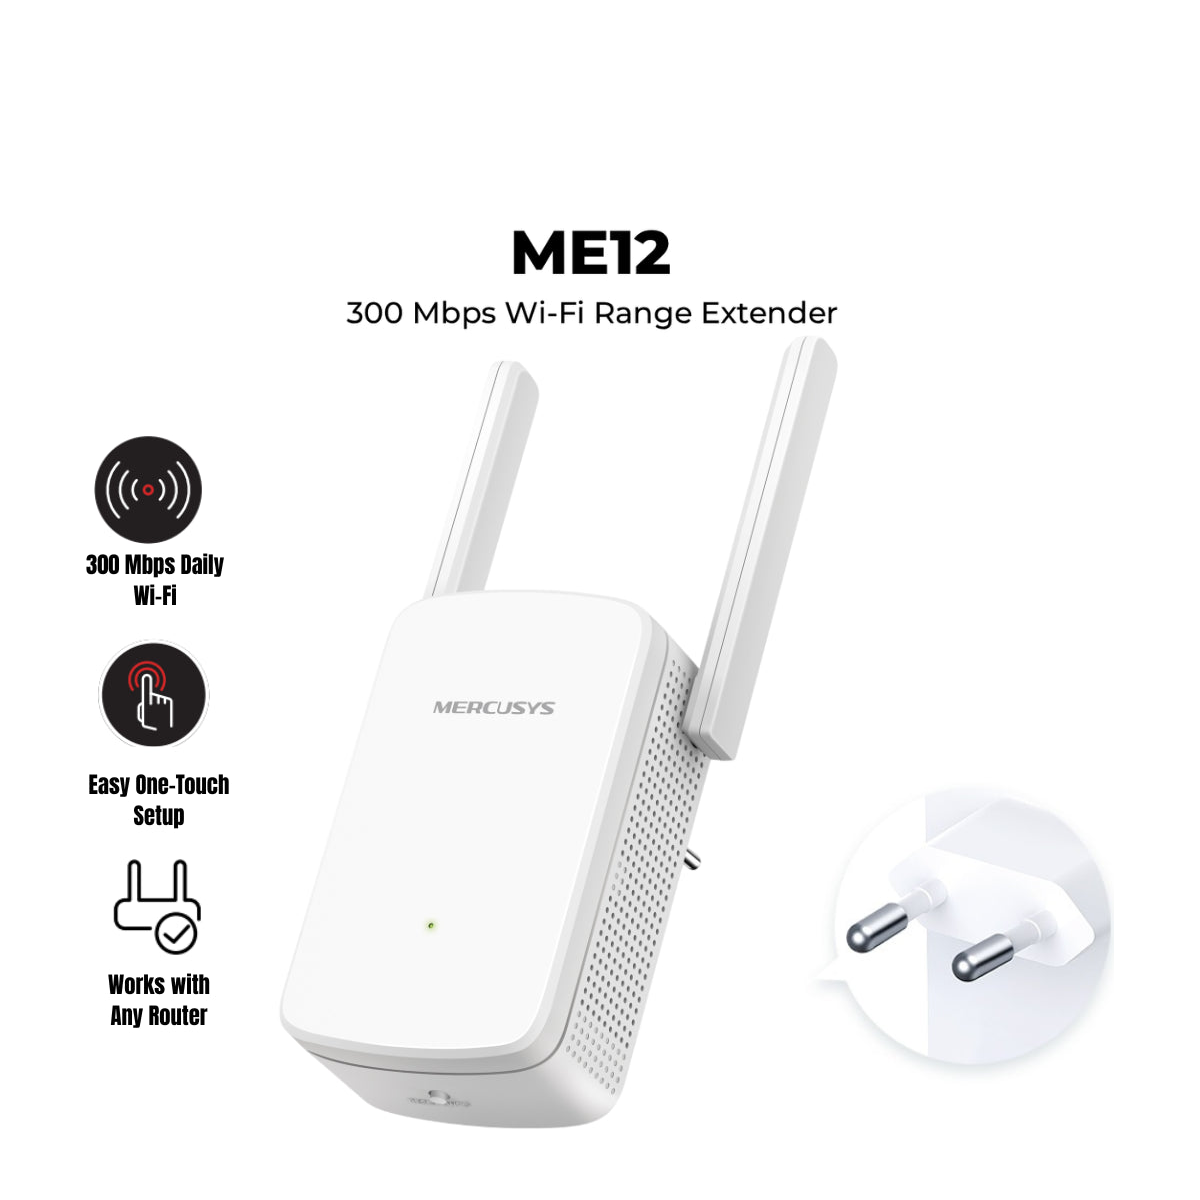 ME12
300 Mbps Wi-Fi Range Extender
300 Mbps Daily
Wi-Fi
MERCUSYS
Easy One-Touch
Setup
Works with
Any Router